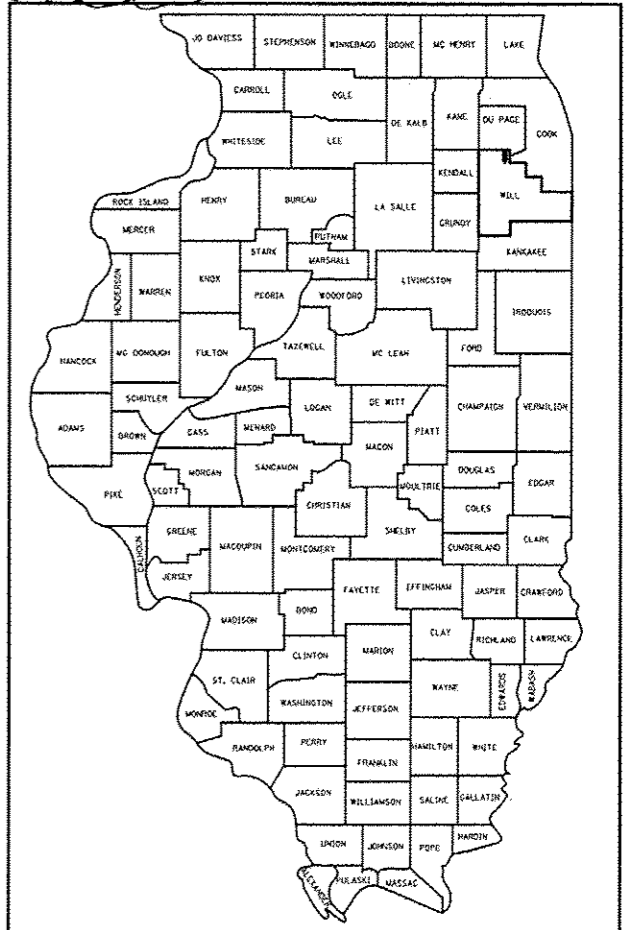 JO DAVIESS
STEPHENSON
WINNEBAGO
BOONE
MC HENRY
LAKE
CARROLL
OGLE
DE KALB
KANE
DU PAGE
COOK
WHITESIDE
LEE
KENDALL
WILL
ROCK ISLAND
HENRY
BUREAU
LA SALLE
GRUNDY
MERCER
PUTNAM
KANKAKEE
STARK
MARSHALL
HENDERSON
WARREN
KNOX
PEORIA
WOODFORD
LIVINGSTON
IROQUOIS
HANCOCK
MC DONOUGH
FULTON
TAZEWELL
MC LEAN
FORD
SCHUYLER
MASON
LOGAN
DE WITT
CHAMPAIGN
VERMILION
ADAMS
BROWN
CASS
MENARD
MACON
PIATT
PIKE
SCOTT
MORGAN
SANGAMON
CHRISTIAN
MOULTRIE
DOUGLAS
EDGAR
COLES
CALHOUN
GREENE
MACOUPIN
MONTGOMERY
SHELBY
CUMBERLAND
CLARK
JERSEY
FAYETTE
EFFINGHAM
JASPER
CRAWFORD
MADISON
BOND
CLAY
RICHLAND
LAWRENCE
CLINTON
MARION
ST. CLAIR
WAYNE
EDWARDS
WABASH
MONROE
WASHINGTON
JEFFERSON
RANDOLPH
PERRY
HAMILTON
WHITE
FRANKLIN
JACKSON
WILLIAMSON
SALINE
GALLATIN
UNION
JOHNSON
POPE
HARDIN
ALEXANDER
PULASKI
MASSAC